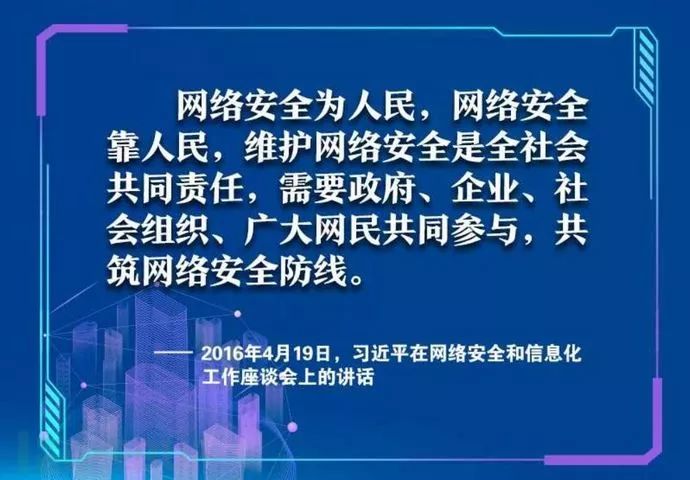 网络安全为人民，网络安全
靠人民，维护网络安全是全社会
共同责任，需要政府、企业、社
会组织、广大网民共同参与，共
筑网络安全防线。
—— 2016年4月19日，习近平在网络安全和信息化
工作座谈会上的讲话